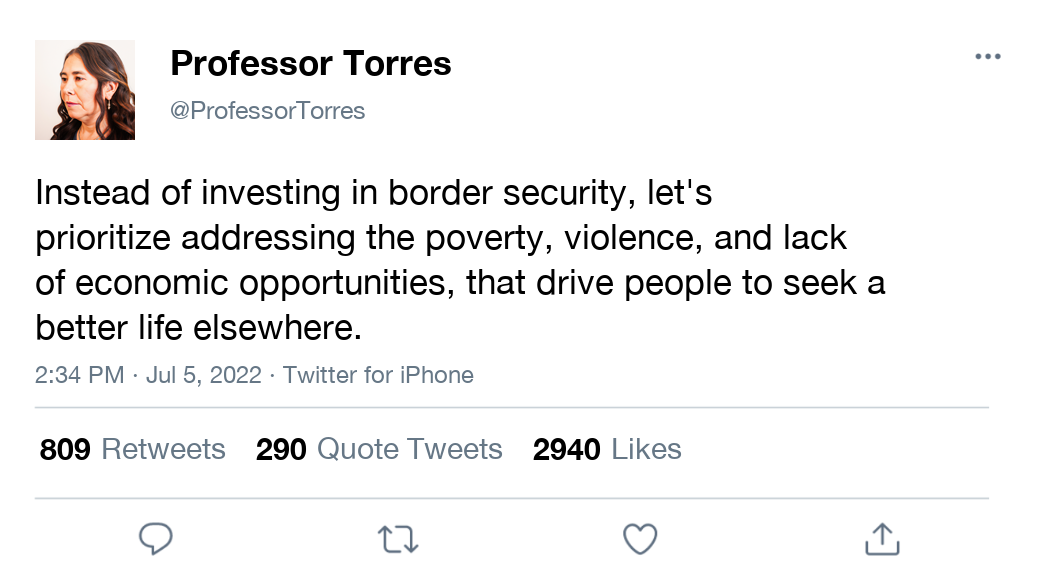 Professor Torres
@ProfessorTorres
Instead of investing in border security, let's
prioritize addressing the poverty, violence, and lack
of economic opportunities, that drive people to seek a
better life elsewhere.
2:34 PM · Jul 5, 2022 · Twitter for iPhone
809 Retweets 290 Quote Tweets 2940 Likes